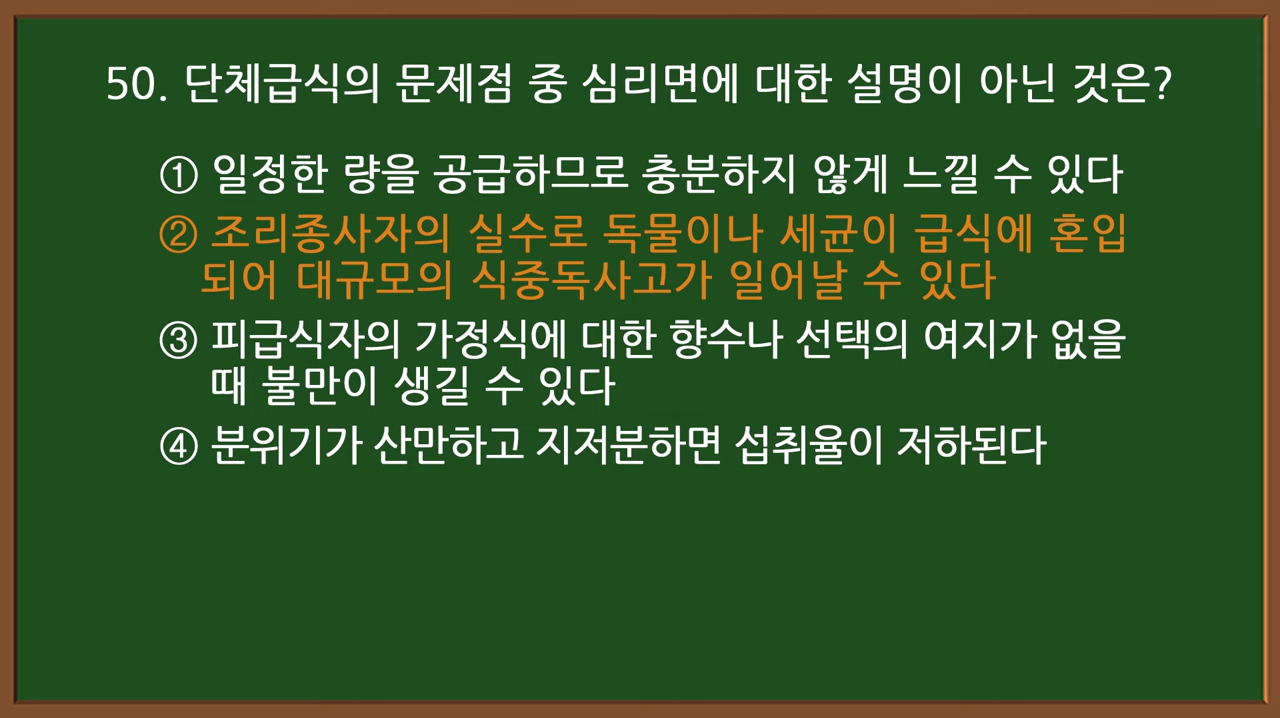 50. 단체급식의 문제점 중 심리면에 대한 설명이 아닌 것은?
① 일정한 량을 공급하므로 충분하지 않게 느낄 수 있다
② 조리종사자의 실수로 독물이나 세균이 급식에 혼입
되어 대규모의 식중독사고가 일어날 수 있다
③ 피급식자의 가정식에 대한 향수나 선택의 여지가 없을
때 불만이 생길 수 있다
④ 분위기가 산만하고 지저분하면 섭취율이 저하된다